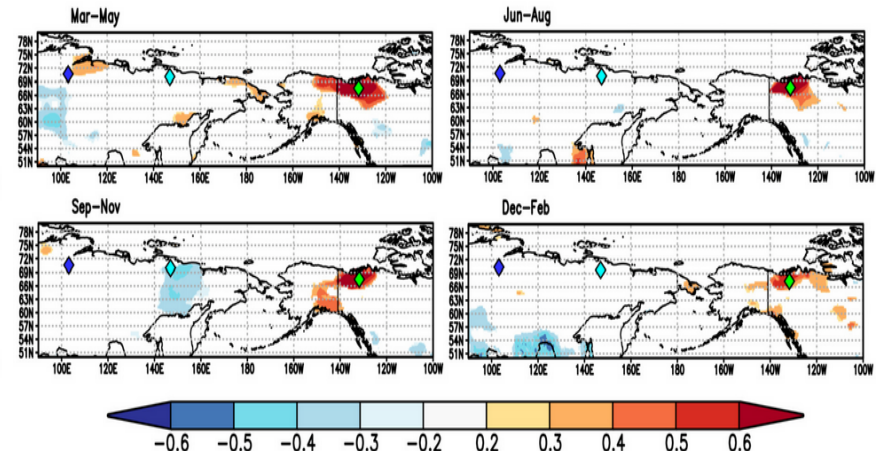 Mar-May Jun-Aug
78N 78N
75N 75N
72N 72N
69N 69N
66N 66N
63N 63N
60N 60N
57N 57N
54N 54N
51N 51N
100E 120E 140E 160E 180 160W 140W 120W 100W 100E 120E 140E 160E 180 160W 140W 120W 100W
Sep-Nov Dec-Feb
78N 78N
75N 75N
72N 72N
69N 69N
66N 66N
63N 63N
60N 60N
57N 57N
54N 54N
51N 51N
100E 120E 140E 160E 180 160W 140W 120W 100W 100E 120E 140E 160E 180 160W 140W 120W 100W
-0.6 -0.5 -0.4 -0.3 -0.2 0.2 0.3 0.4 0.5 0.6